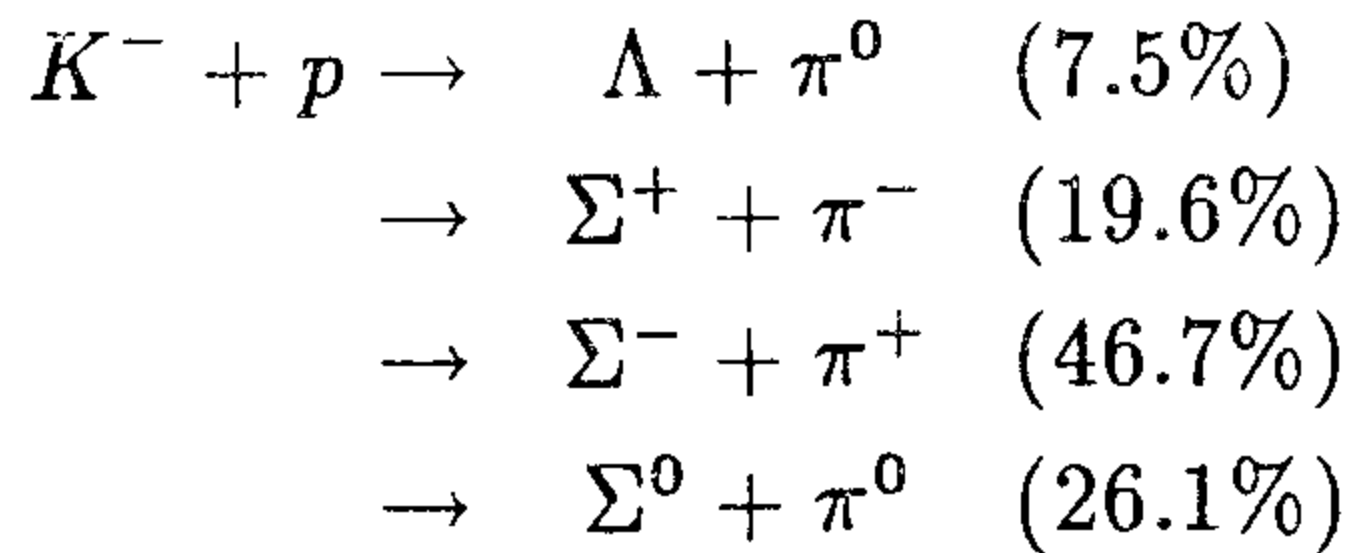 K⁻ + p → Λ + π⁰ (7.5%)
→ Σ⁺ + π⁻ (19.6%)
→ Σ⁻ + π⁺ (46.7%)
→ Σ⁰ + π⁰ (26.1%)